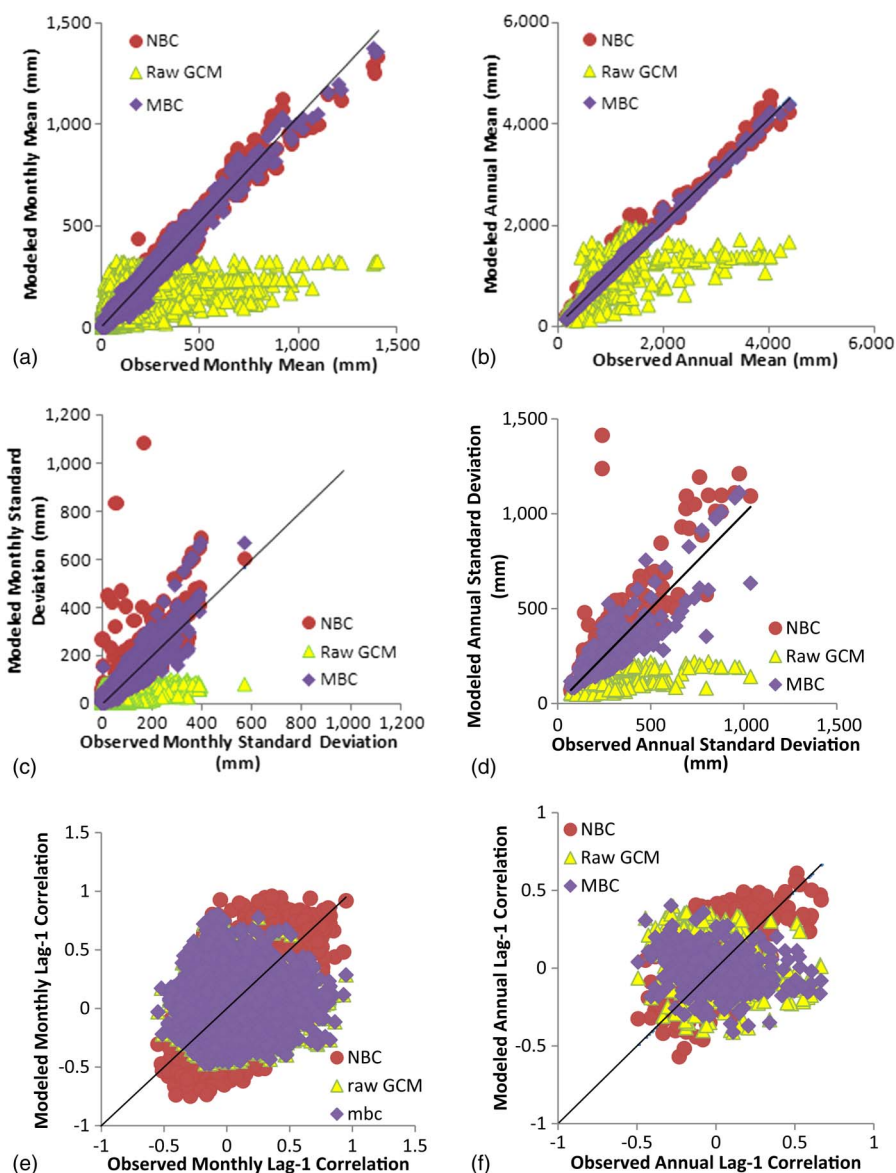 1,500
1,000
500
0
Modeled Monthly Mean (mm)
NBC
Raw GCM
MBC
0
500
1,000
1,500
(a)
Observed Monthly Mean (mm)
6,000
4,000
2,000
0
Modeled Annual Mean (mm)
NBC
Raw GCM
MBC
0
2,000
4,000
6,000
(b)
Observed Annual Mean (mm)
1,200
1,000
800
600
400
200
0
Modeled Monthly Standard
Deviation (mm)
NBC
Raw GCM
MBC
0
200
400
600
800
1,000
1,200
Observed Monthly Standard Deviation
(mm)
(c)
1,500
1,000
500
0
Modeled Annual Standard Deviation
(mm)
NBC
Raw GCM
MBC
0
500
1,000
1,500
Observed Annual Standard Deviation
(mm)
(d)
1.5
1
0.5
0
-0.5
-1
Modeled Monthly Lag-1 Correlation
NBC
raw GCM
mbc
-1
-0.5
0
0.5
1
1.5
(e)
Observed Monthly Lag-1 Correlation
1
0.5
0
-0.5
-1
Modeled Annual Lag-1 Correlation
NBC
Raw GCM
MBC
-1
-0.5
0
0.5
1
(f)
Observed Annual Lag-1 Correlation